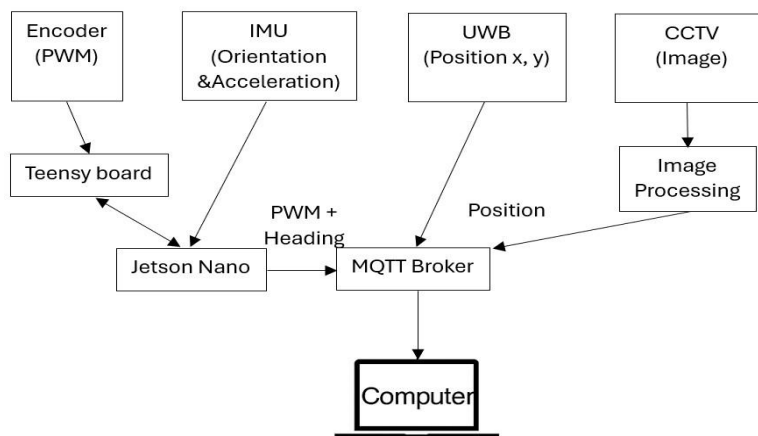 Encoder
(PWM)
IMU
(Orientation
&Acceleration)
UWB
(Position x, y)
CCTV
(Image)
Teensy board
Image
Processing
PWM +
Heading
Position
Jetson Nano
MQTT Broker
Computer